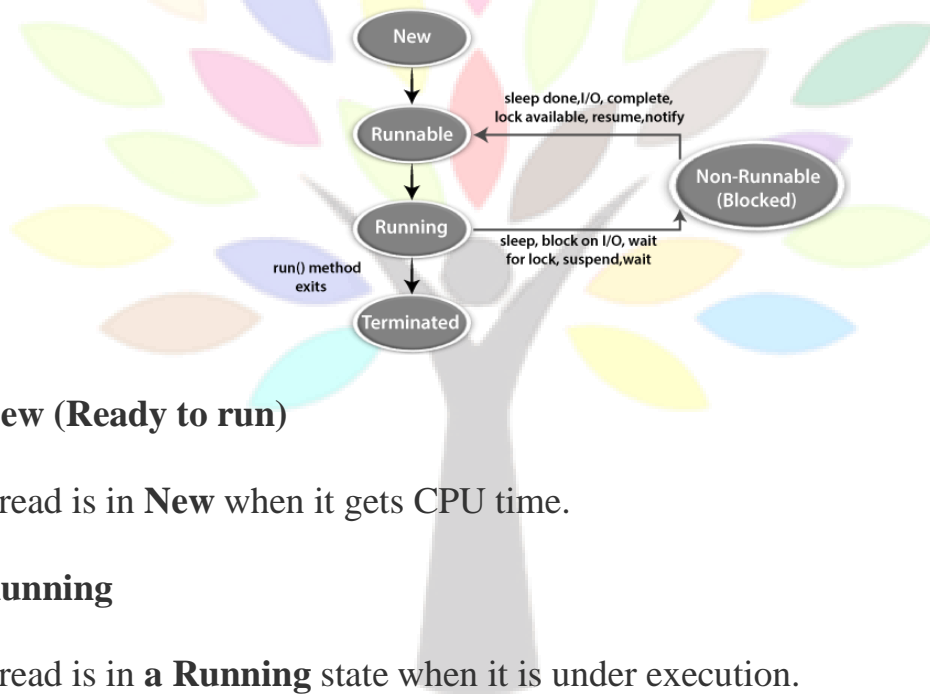 New
sleep done,I/O, complete,
lock available, resume,notify
Runnable
Non-Runnable
(Blocked)
Running
sleep, block on I/O, wait
for lock, suspend,wait
run() method
exits
Terminated
ew (Ready to run)
read is in New when it gets CPU time.
unning
read is in a Running state when it is under execution.